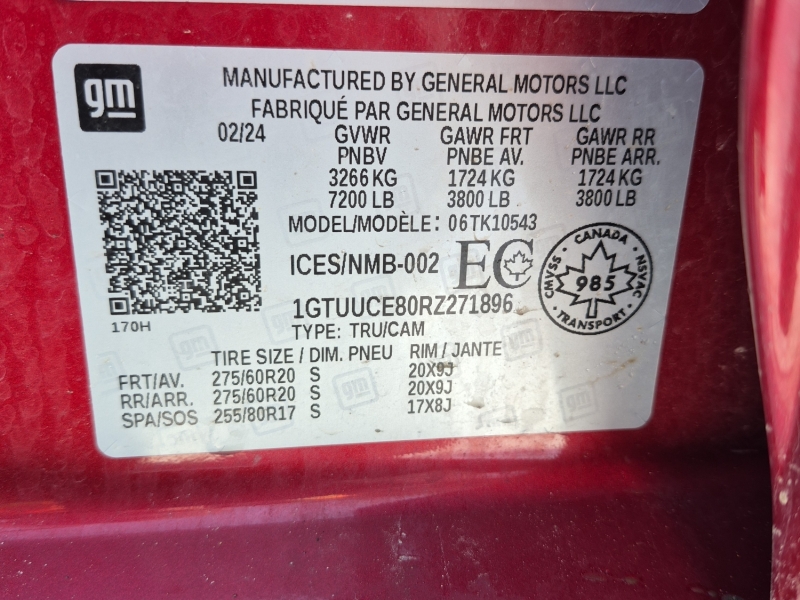 gm
MANUFACTURED BY GENERAL MOTORS LLC
FABRIQUÉ PAR GENERAL MOTORS LLC
02/24 GVWR GAWR FRT GAWR RR
PNBV PNBE AV. PNBE ARR.
3266 KG 1724 KG 1724 KG
7200 LB 3800 LB 3800 LB
MODEL/MODÈLE: 06TK10543
ICES/NMB-002 EC
CANADA
CMVSS 985 NSVAC
TRANSPORT
1GTUUCE80RZ271896
170H
TYPE: TRU/CAM
TIRE SIZE / DIM. PNEU RIM / JANTE
FRT/AV. 275/60R20 S 20X9J
RR/ARR. 275/60R20 S 20X9J
SPA/SOS 255/80R17 S 17X8J